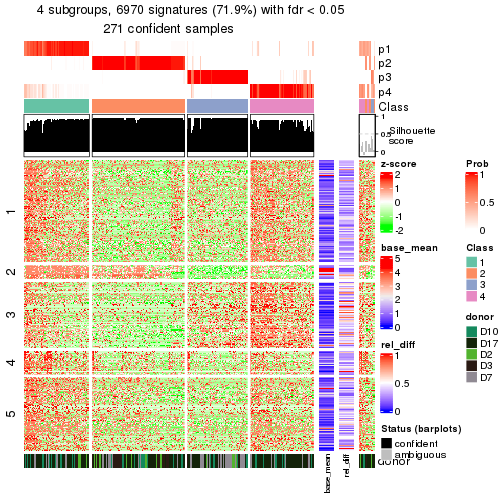 4 subgroups, 6970 signatures (71.9%) with fdr < 0.05
271 confident samples
p1
p2
p3
p4
Class
1
0.5
0
Silhouette
score
1
2
3
4
5
z-score
2
1
0
-1
-2
base_mean
5
4
3
2
1
0
rel_diff
1
0.5
0
Status (barplots)
confident
ambiguous
Prob
1
0.5
0
Class
1
2
3
4
donor
D10
D17
D2
D3
D7
base_mean
rel_diff
donor